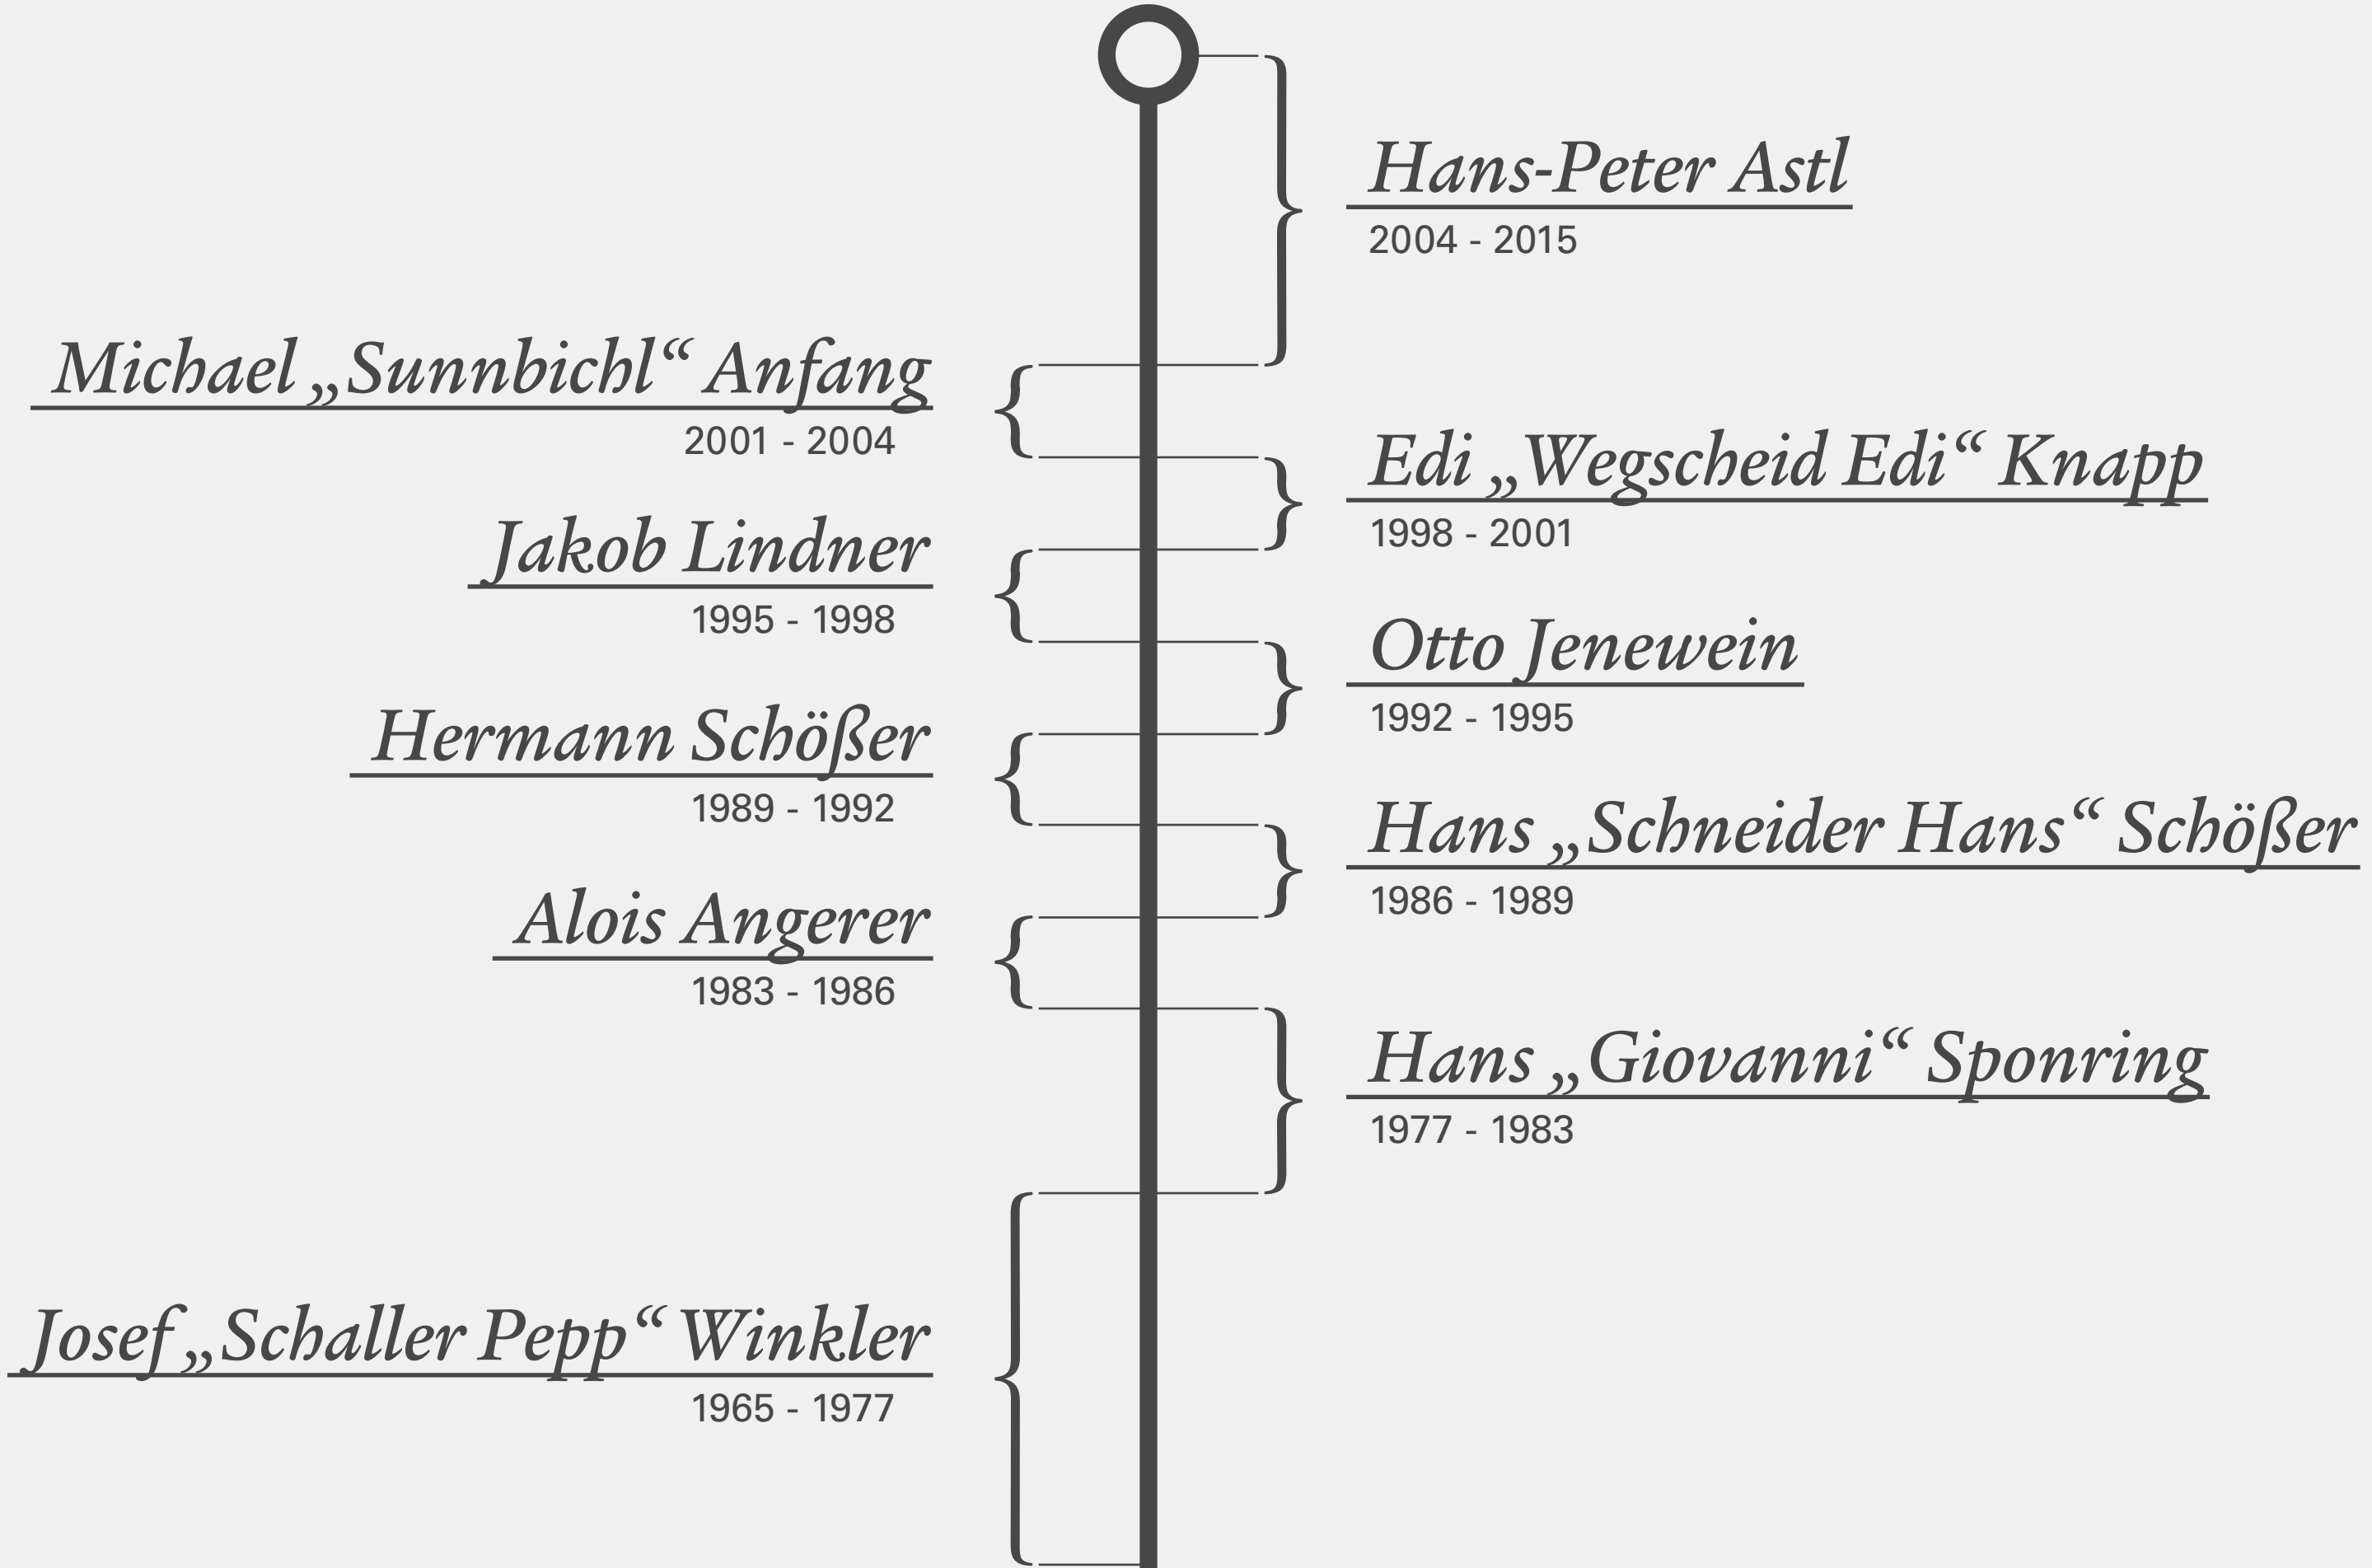 Hans-Peter Astl
2004 - 2015
Michael „Sunnbichl“ Anfang
2001 - 2004
Edi „Wegscheid Edi“ Knapp
1998 - 2001
Jakob Lindner
1995 - 1998
Otto Jenewein
1992 - 1995
Hermann Schößer
1989 - 1992
Hans „Schneider Hans“ Schößer
1986 - 1989
Alois Angerer
1983 - 1986
Hans „Giovanni“ Sponring
1977 - 1983
Josef „Schaller Pepp“ Winkler
1965 - 1977